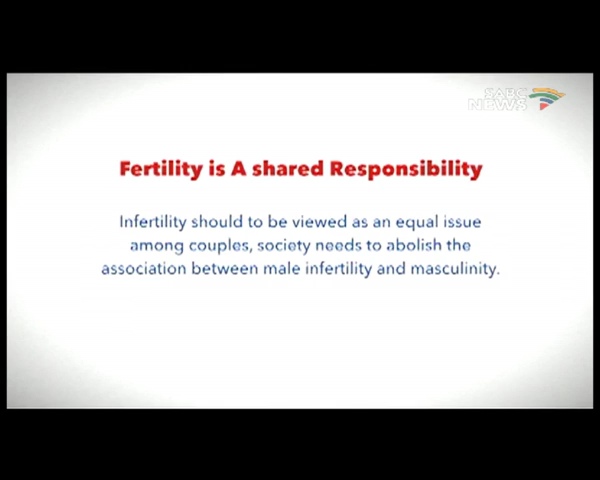 SABC
NEWS
Fertility is A shared Responsibility
Infertility should to be viewed as an equal issue
among couples, society needs to abolish the
association between male infertility and masculinity.